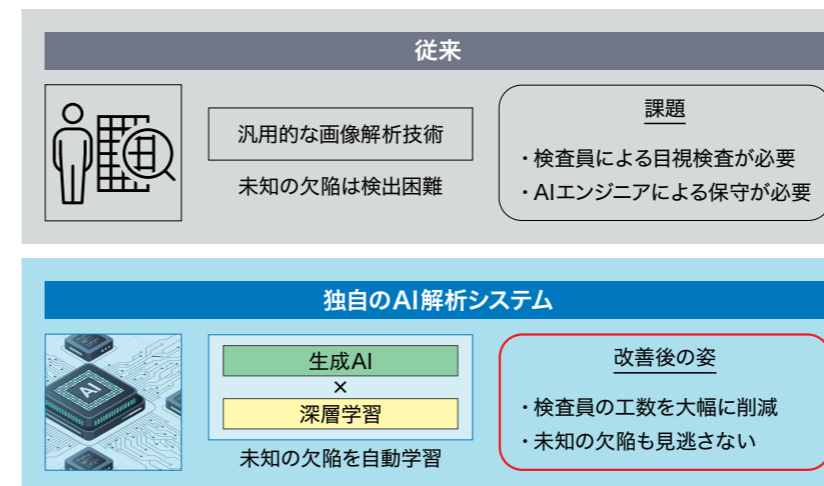 従来
汎用的な画像解析技術
未知の欠陥は検出困難
課題
・検査員による目視検査が必要
・AIエンジニアによる保守が必要
独自のAI解析システム
AI
生成AI
×
深層学習
未知の欠陥を自動学習
改善後の姿
・検査員の工数を大幅に削減
・未知の欠陥も見逃さない